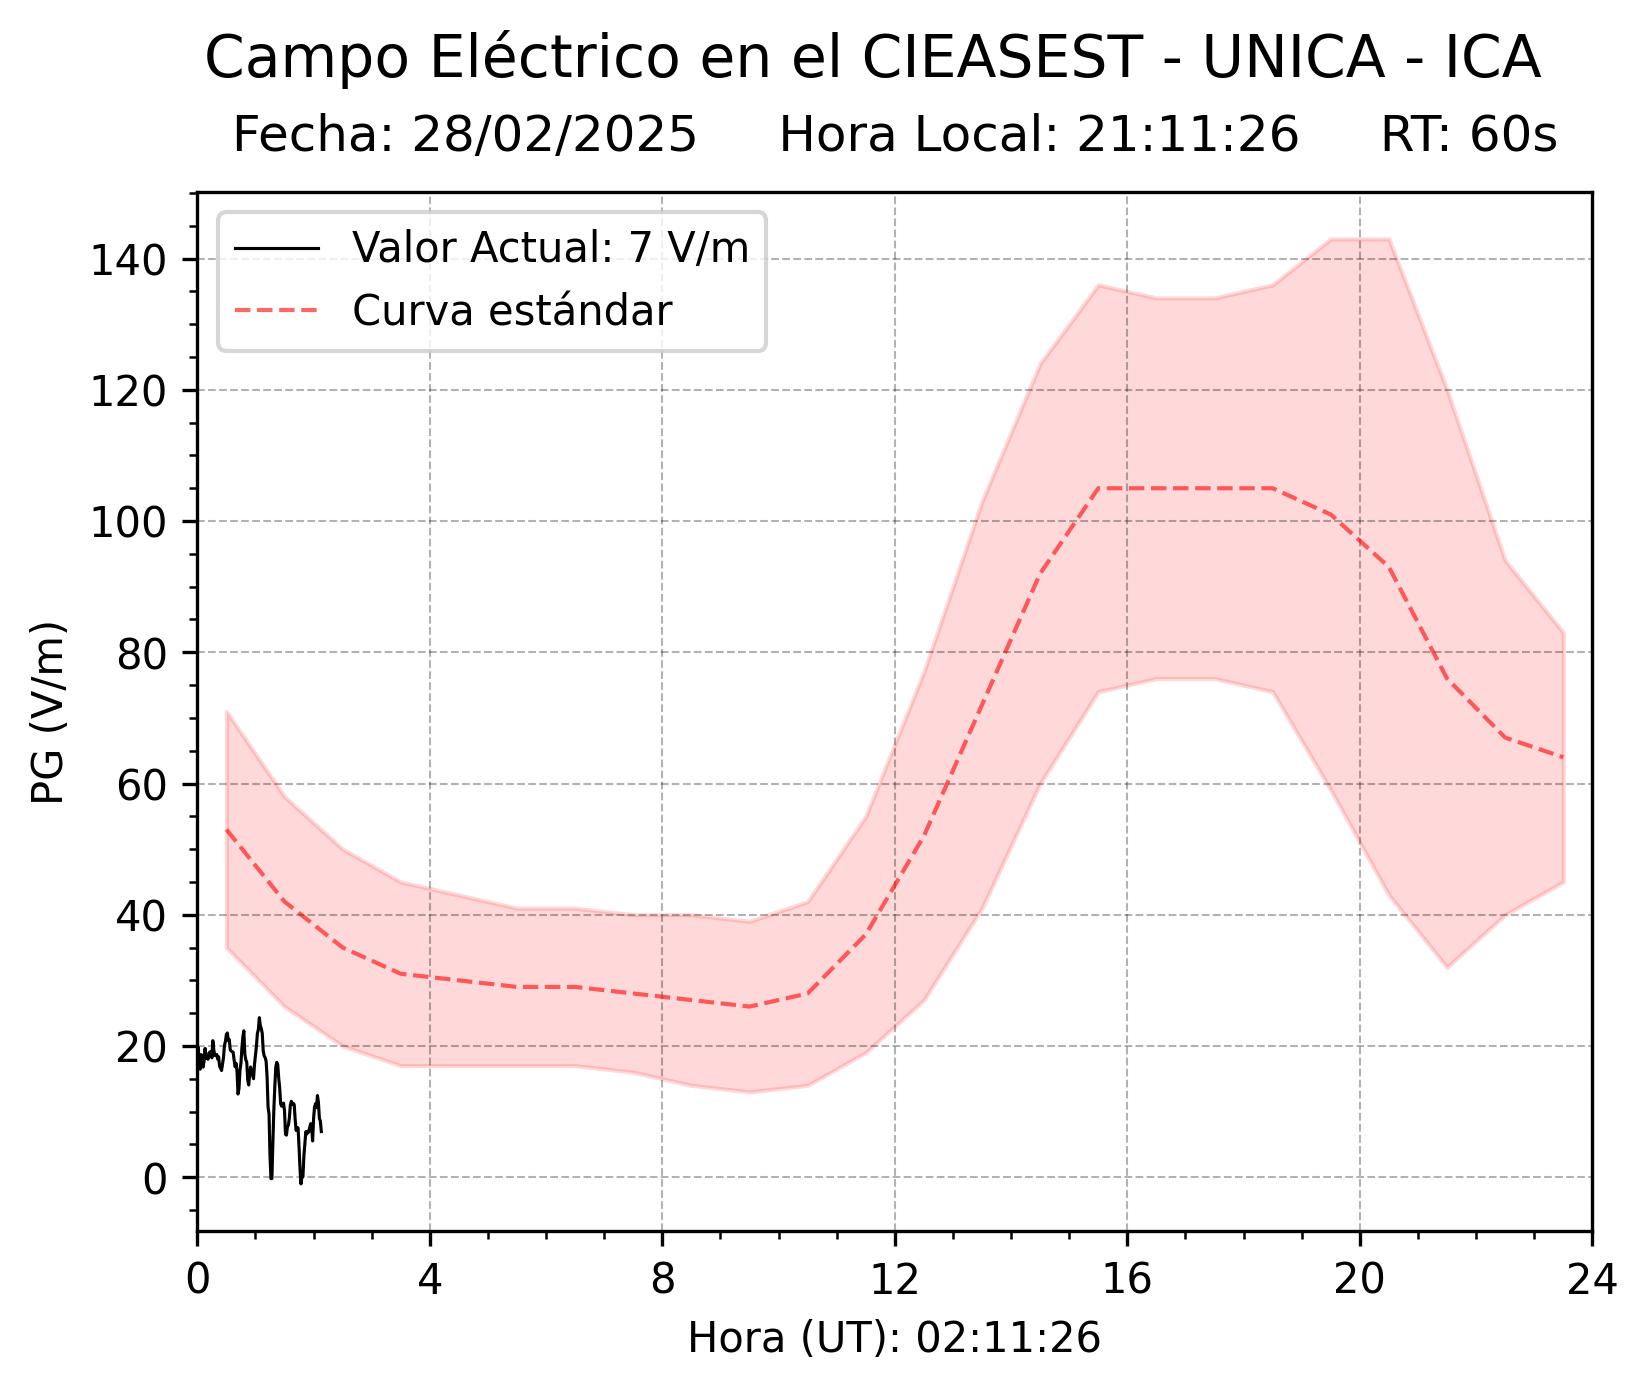 Campo Eléctrico en el CIEASEST - UNICA - ICA
Fecha: 28/02/2025 Hora Local: 21:11:26 RT: 60s
Valor Actual: 7 V/m
Curva estándar
PG (V/m)
140
120
100
80
60
40
20
0
0 4 8 12 16 20 24
Hora (UT): 02:11:26